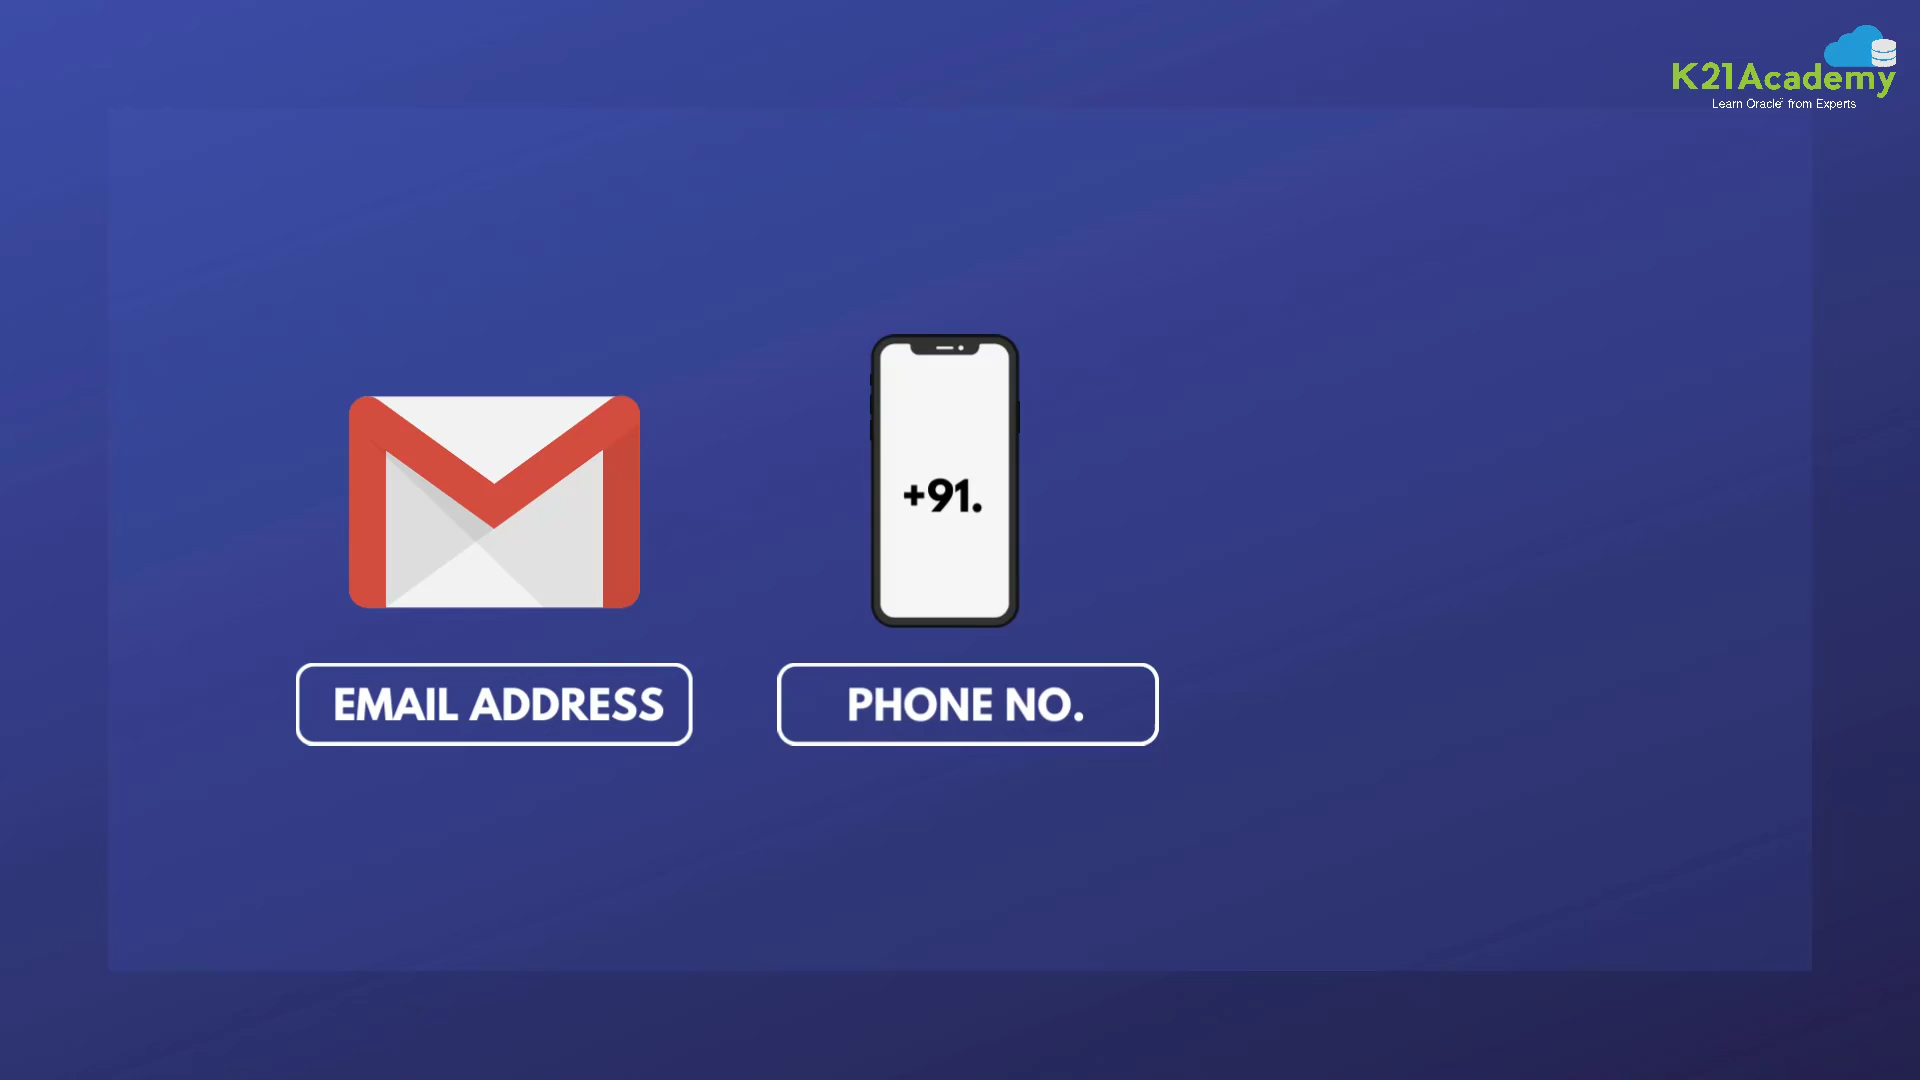 K21Academy
Learn Oracle from Experts
+91.
EMAIL ADDRESS
PHONE NO.